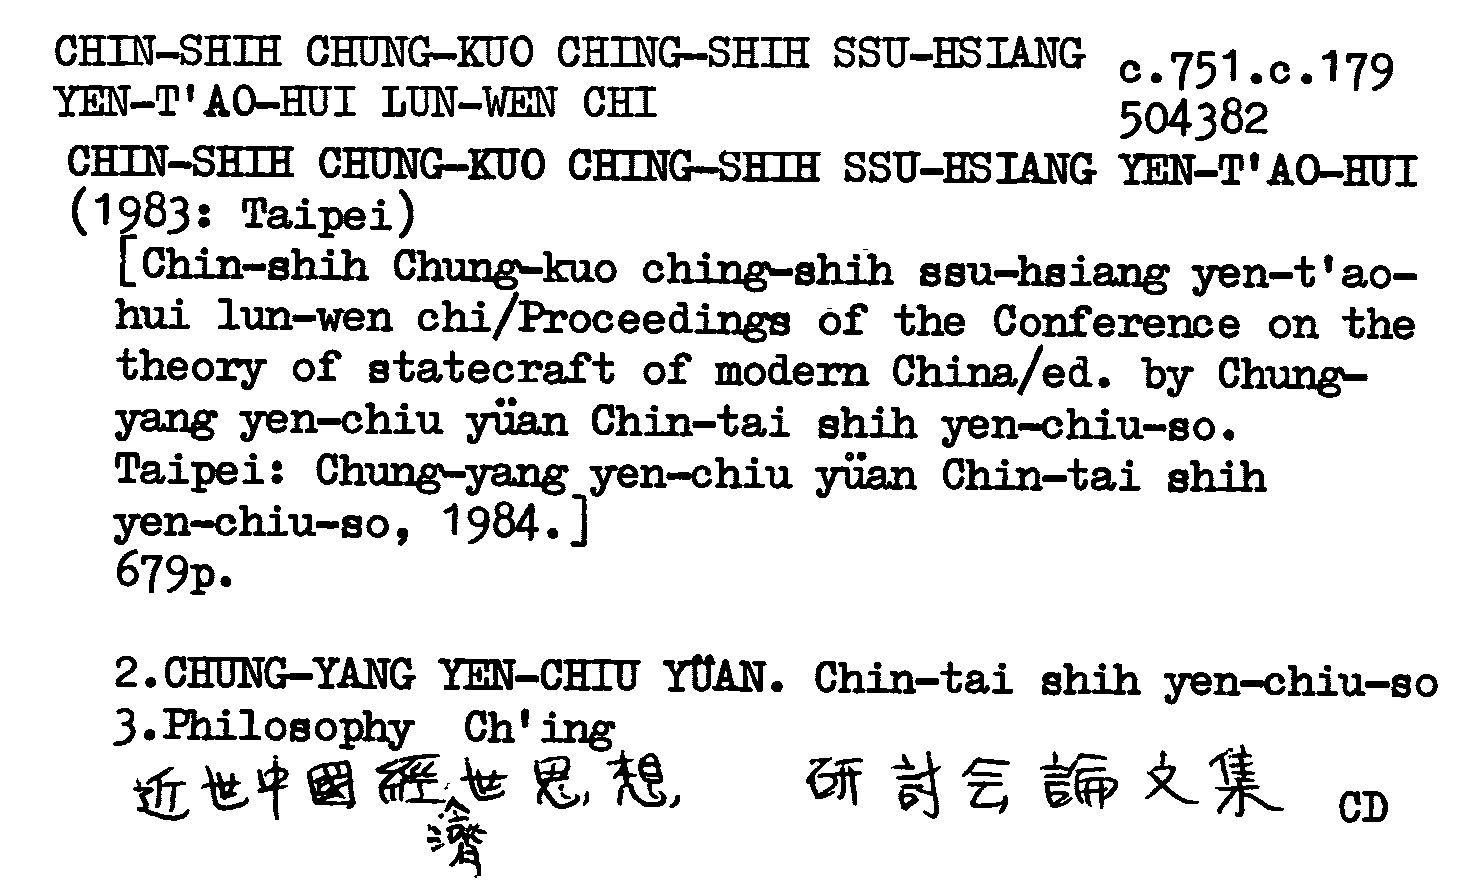 CHIN-SHIH CHUNG-KUO CHING-SHIH SSU-HSIANG
YEN-T'AO-HUI LUN-WEN CHI
c.751.c.179
504382
CHIN-SHIH CHUNG-KUO CHING-SHIH SSU-HSIANG YEN-T'AO-HUI
(1983: Taipei)
[Chin-shih Chung-kuo ching-shih ssu-hsiang yen-t'ao-
hui lun-wen chi/Proceedings of the Conference on the
theory of statecraft of modern China/ed. by Chung-
yang yen-chiu yüan Chin-tai shih yen-chiu-so.
Taipei: Chung-yang yen-chiu yüan Chin-tai shih
yen-chiu-so, 1984.]
679p.
2.CHUNG-YANG YEN-CHIU YÜAN. Chin-tai shih yen-chiu-so
3.Philosophy Ch'ing
近世中國經世思想 研討会論文集 CD
濟